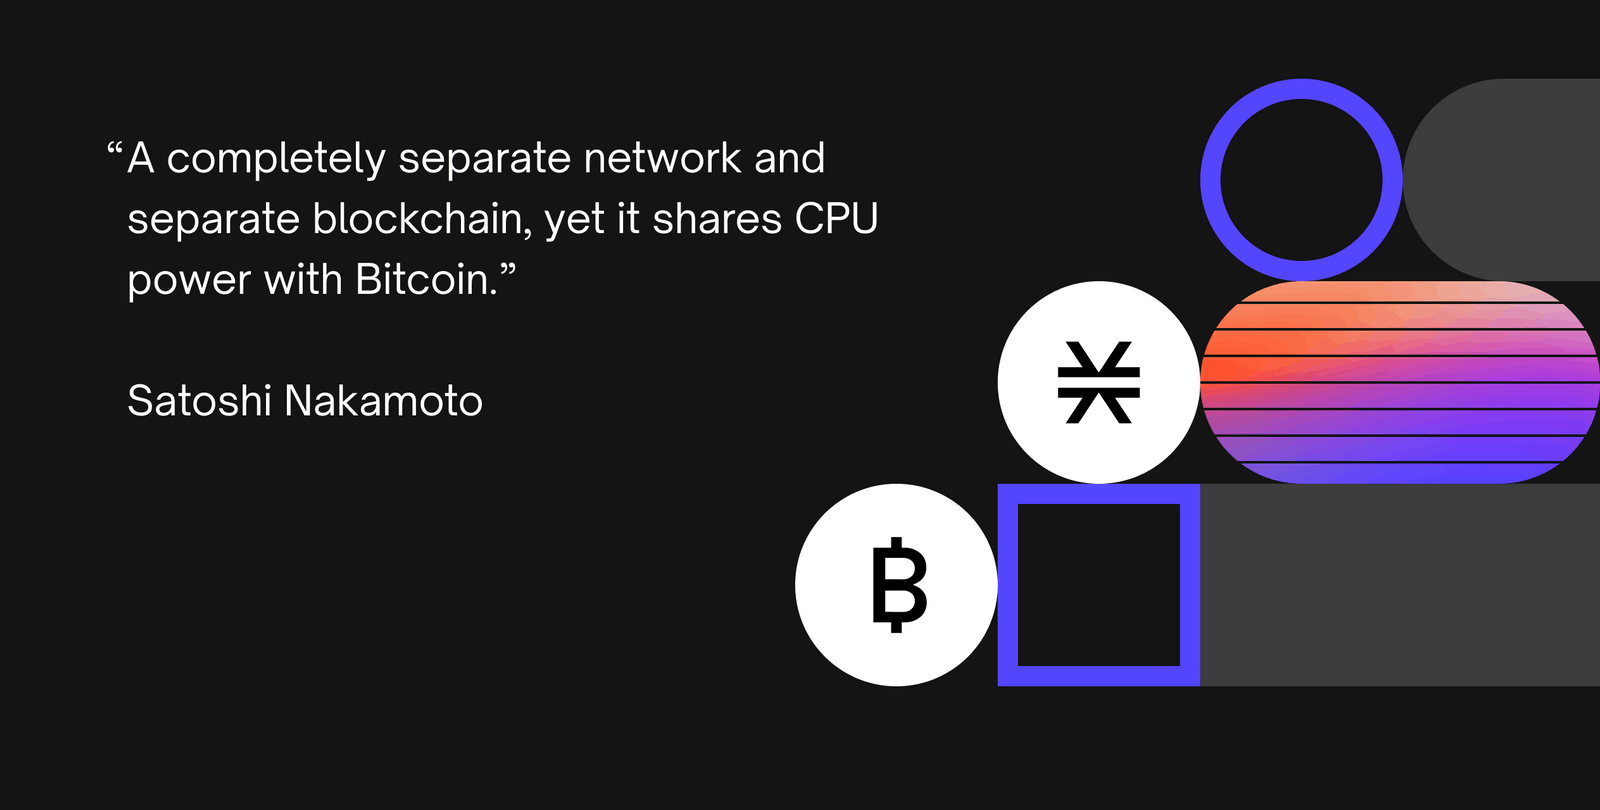 “A completely separate network and
separate blockchain, yet it shares CPU
power with Bitcoin.”
Satoshi Nakamoto